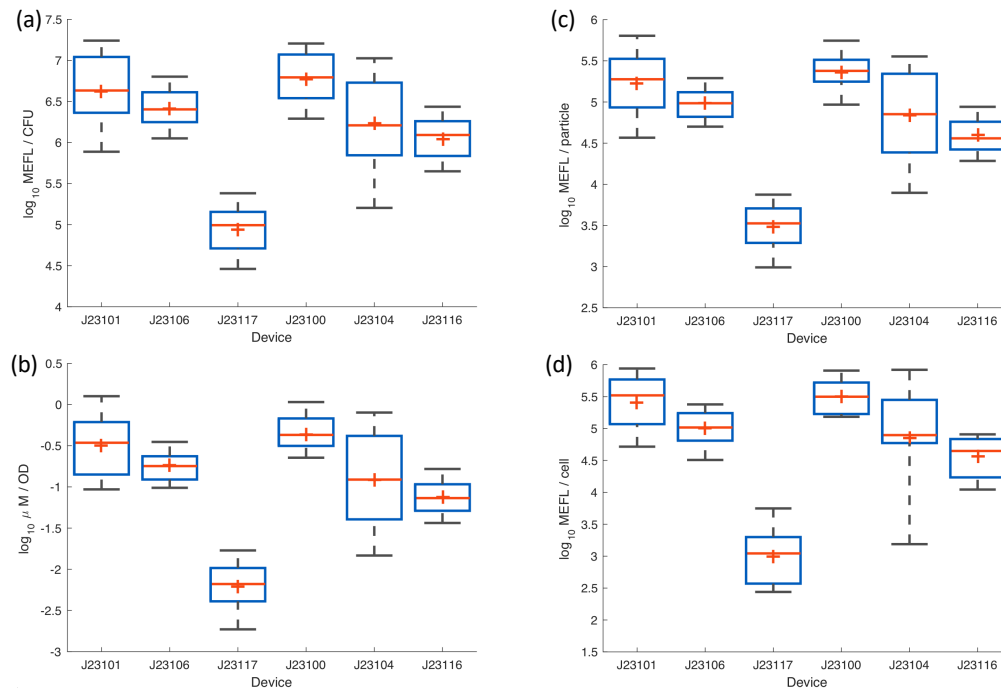 (a)
7.5
7
6.5
6
5.5
5
4.5
4
log10 MEFL / CFU
J23101 J23106 J23117 J23100 J23104 J23116
Device
(b)
0.5
0
-0.5
-1
-1.5
-2
-2.5
-3
log10 μ M / OD
J23101 J23106 J23117 J23100 J23104 J23116
Device
(c)
6
5.5
5
4.5
4
3.5
3
2.5
log10 MEFL / particle
J23101 J23106 J23117 J23100 J23104 J23116
Device
(d)
6
5.5
5
4.5
4
3.5
3
2.5
2
1.5
log10 MEFL / cell
J23101 J23106 J23117 J23100 J23104 J23116
Device